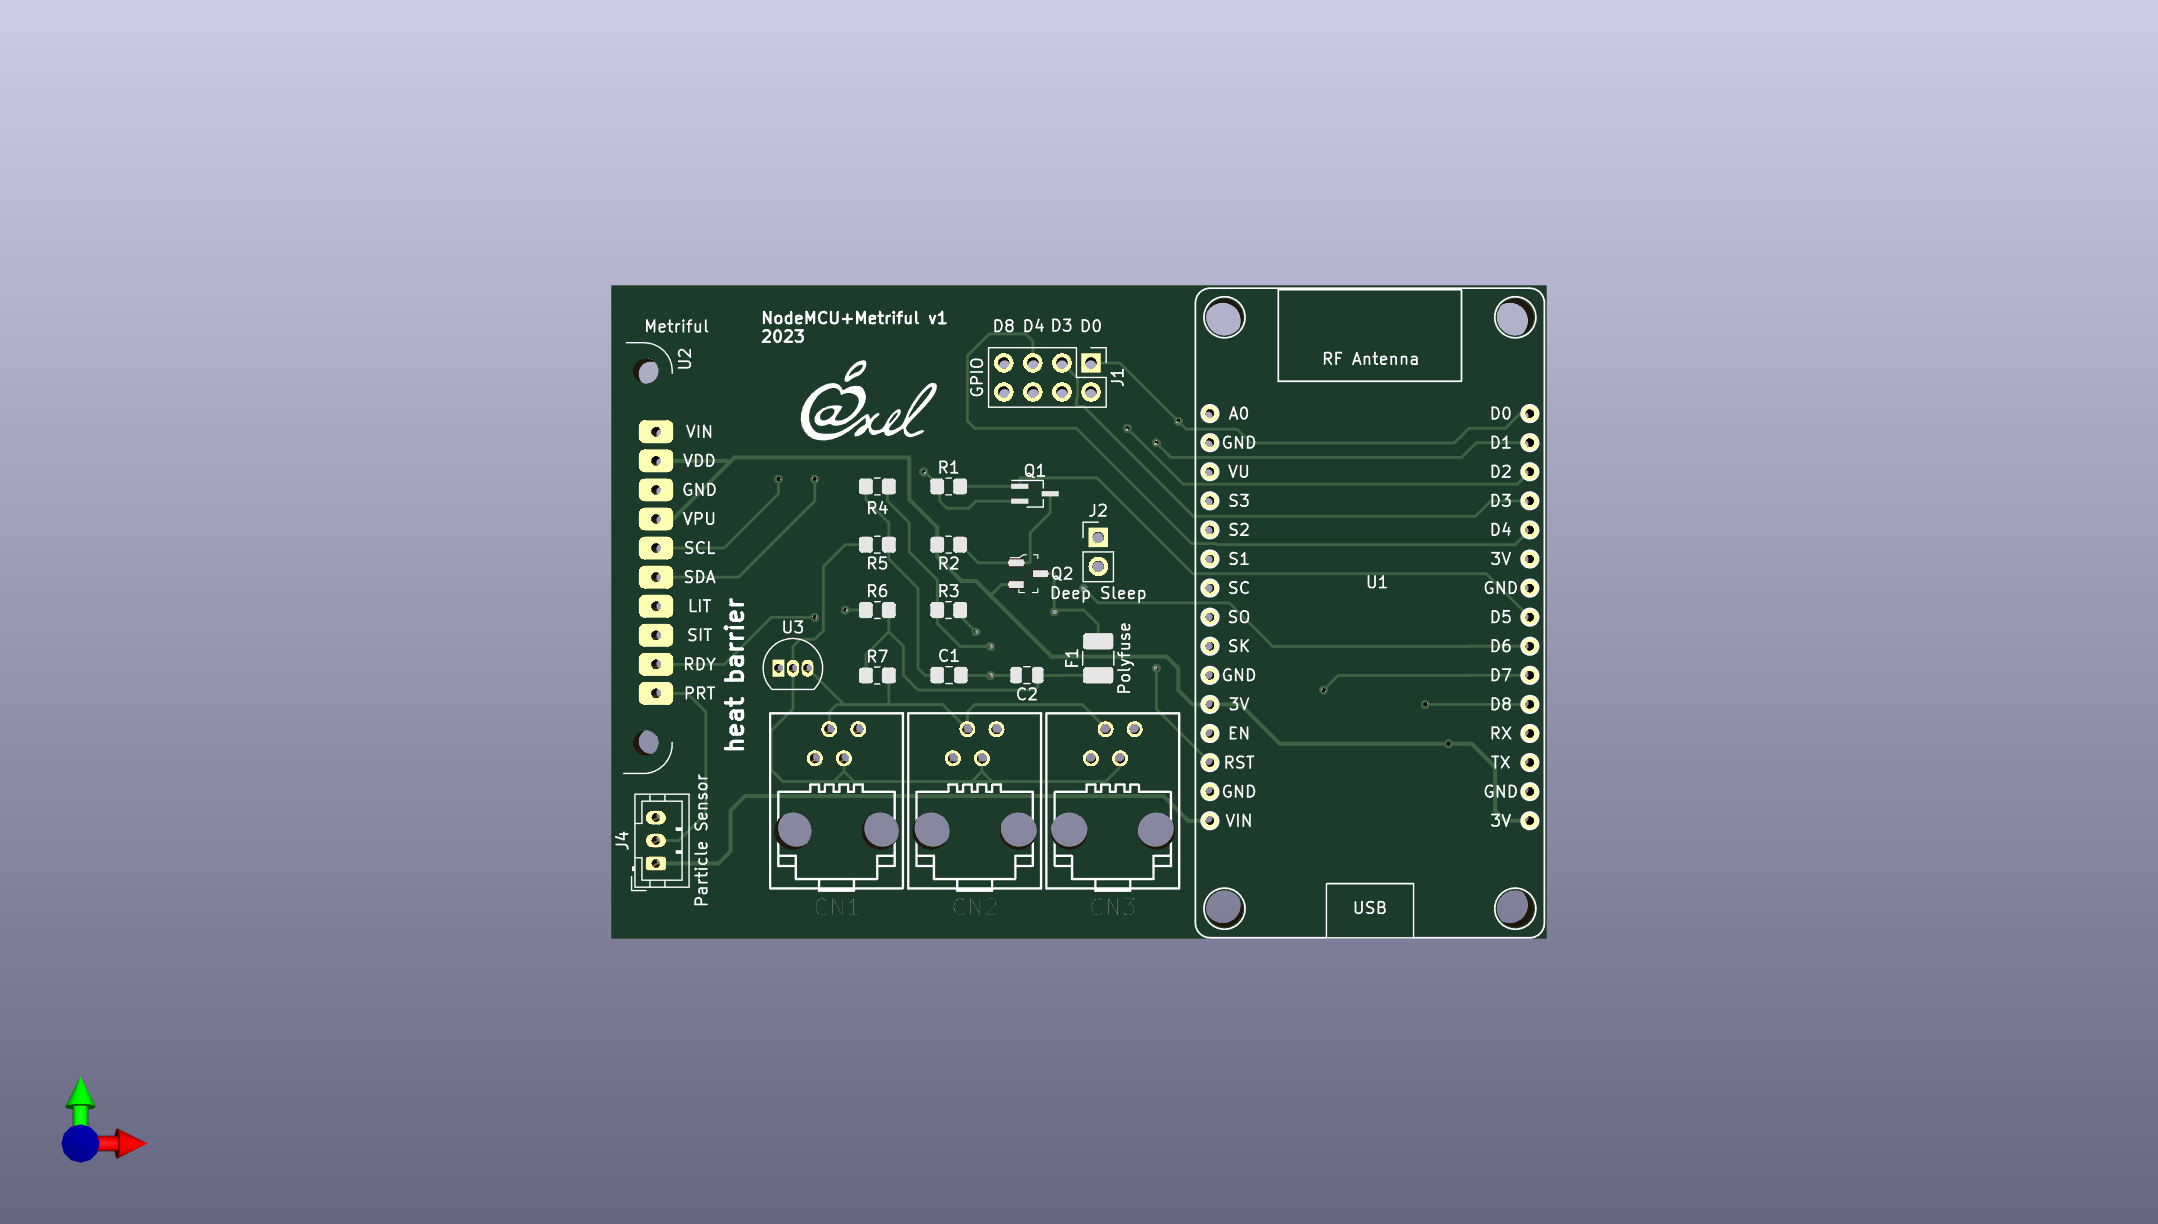 NodeMCU+Metriful v1
2023
Metriful
U2
D8 D4 D3 D0
GPIO
J1
@xel
RF Antenna
VIN
VDD
GND
VPU
SCL
SDA
LIT
SIT
RDY
PRT
heat barrier
R1
R4
R5
R2
R6
R3
R7
C1
C2
Q1
Q2
J2
Deep Sleep
F1
Polyfuse
U3
U1
A0
GND
VU
S3
S2
S1
SC
SO
SK
GND
3V
EN
RST
GND
VIN
D0
D1
D2
D3
D4
3V
GND
D5
D6
D7
D8
RX
TX
GND
3V
J4
Particle Sensor
CN1
CN2
CN3
USB